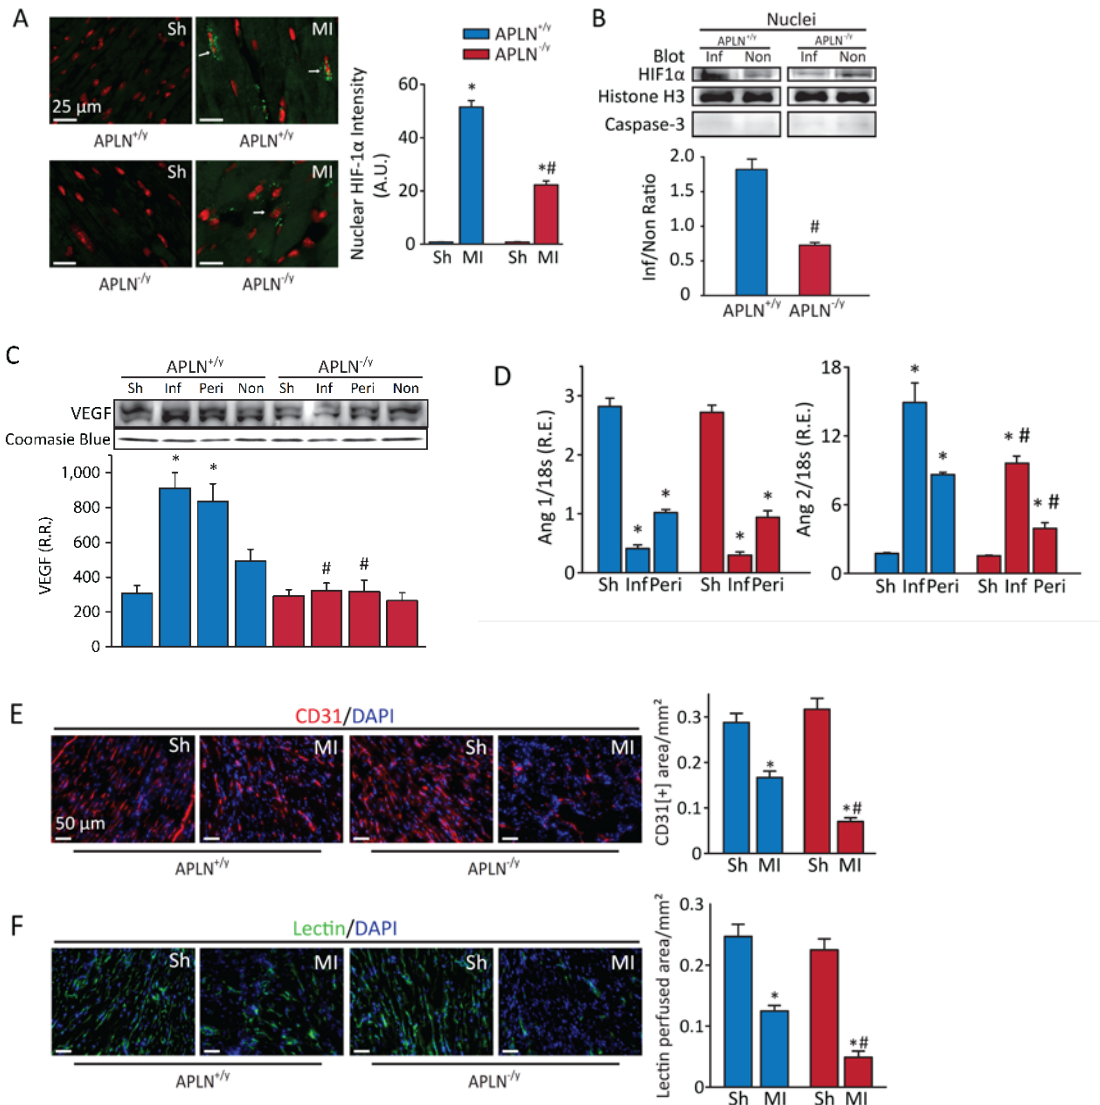 A
Sh
MI
25 µm
APLN+/y
APLN+/y
Sh
MI
APLN-/y
APLN-/y
APLN+/y
APLN-/y
Nuclear HIF-1α Intensity
(A.U.)
60
40
20
0
*
*#
Sh MI Sh MI
B
Nuclei
APLN+/y APLN-/y
Blot Inf Non Inf Non
HIF1α
Histone H3
Caspase-3
Inf/Non Ratio
2.0
1.5
1.0
0.5
0
#
APLN+/y APLN-/y
C
APLN+/y APLN-/y
Sh Inf Peri Non Sh Inf Peri Non
VEGF
Coomasie Blue
VEGF (R.R.)
1,000
800
600
400
200
0
* * # #
D
Ang 1/18s (R.E.)
3
2
1
0
* * * *
Sh Inf Peri Sh Inf Peri
Ang 2/18s (R.E.)
18
12
6
0
* * * # * #
Sh Inf Peri Sh Inf Peri
E
CD31/DAPI
Sh MI Sh MI
50 µm
APLN+/y APLN-/y
CD31[+] area/mm²
0.3
0.2
0.1
0
* *#
Sh MI Sh MI
F
Lectin/DAPI
Sh MI Sh MI
APLN+/y APLN-/y
Lectin perfused area/mm²
0.3
0.2
0.1
0
* *#
Sh MI Sh MI